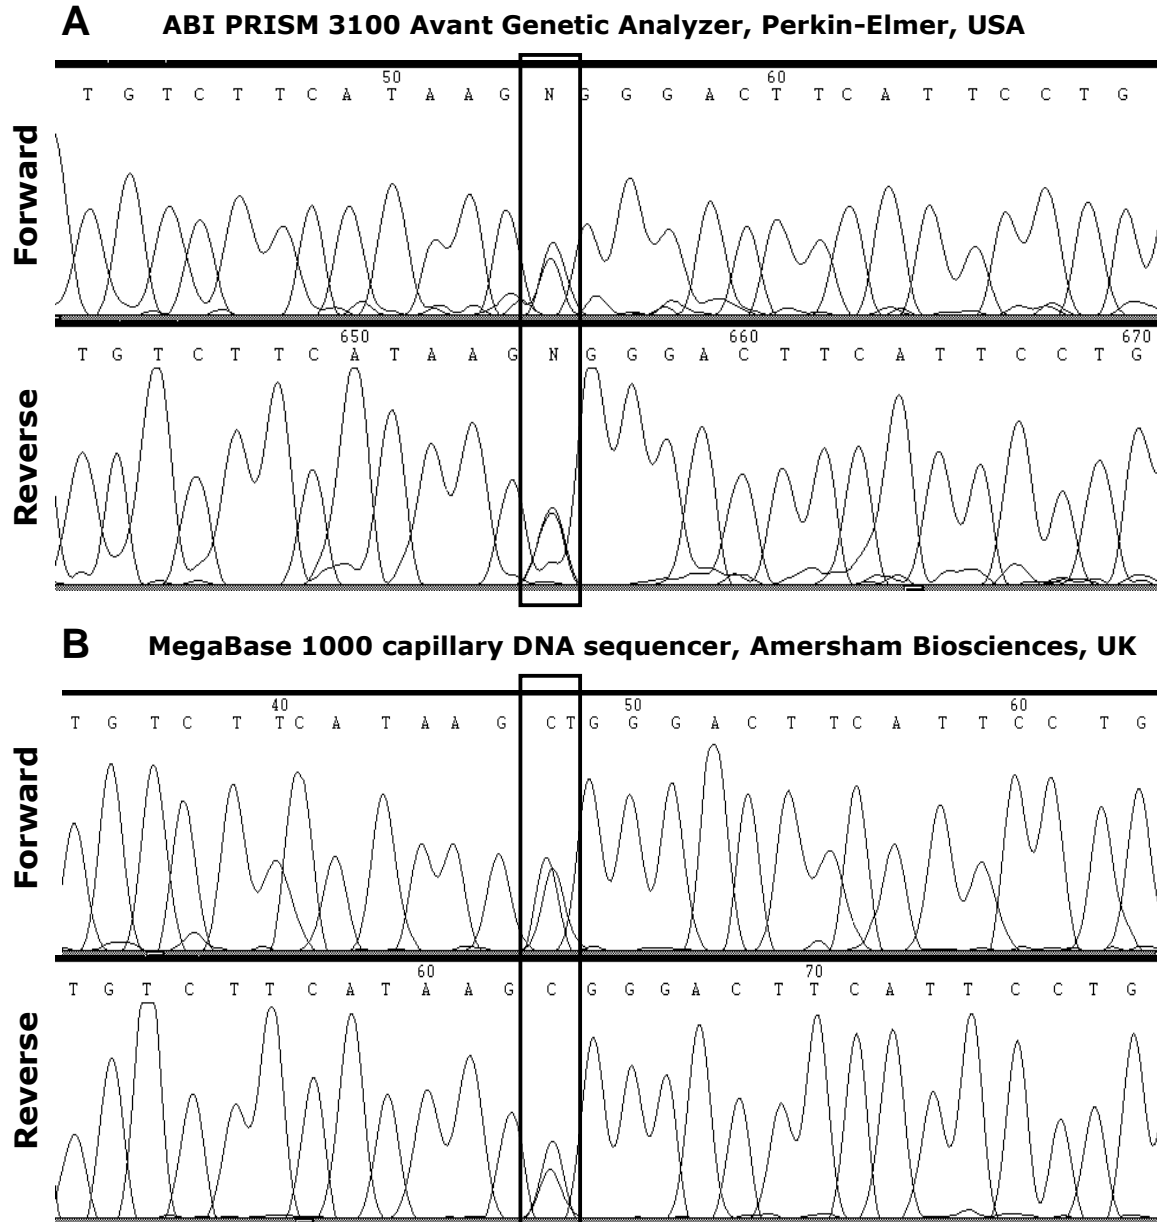 A ABI PRISM 3100 Avant Genetic Analyzer, Perkin-Elmer, USA
Forward
50 60
T G T C T T C A T A A G N G G G A C T T C A T T C C T G
Reverse
650 660 670
T G T C T T C A T A A G N G G G A C T T C A T T C C T G
B MegaBase 1000 capillary DNA sequencer, Amersham Biosciences, UK
Forward
40 50 60
T G T C T T C A T A A G C T G G G A C T T C A T T C C T G
Reverse
60 70
T G T C T T C A T A A G C G G G A C T T C A T T C C T G